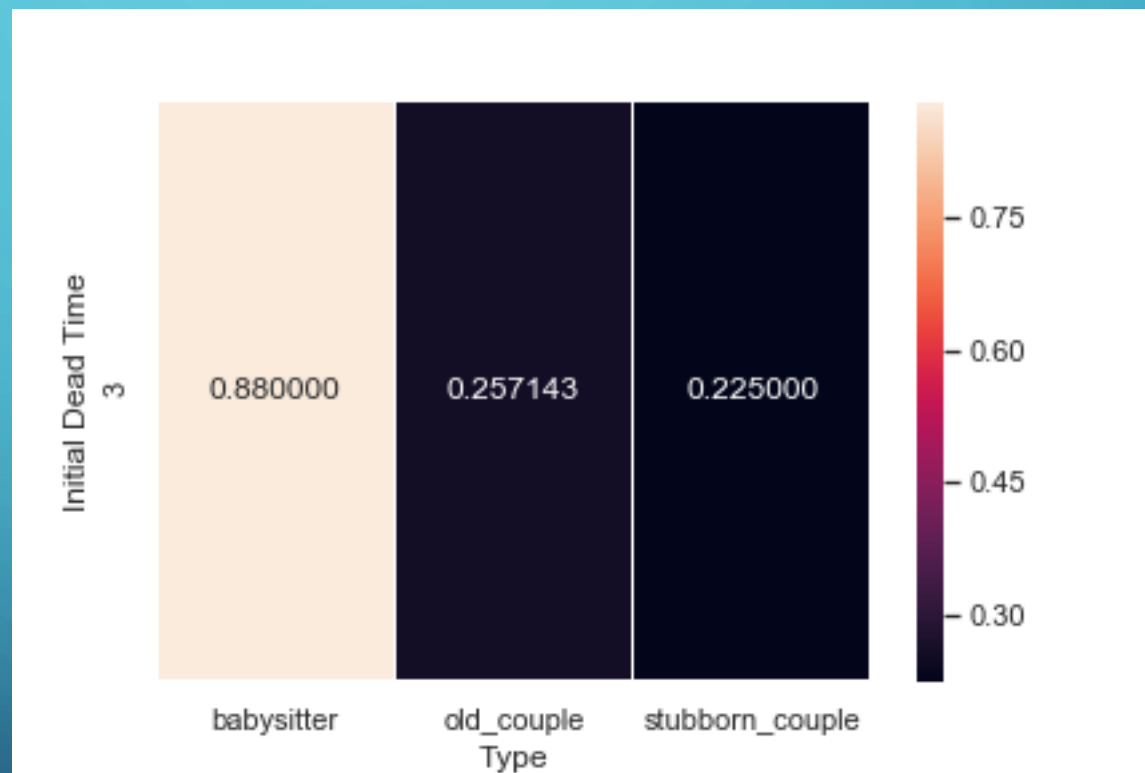 Initial Dead Time
3
0.880000 0.257143 0.225000
0.75
0.60
0.45
0.30
babysitter old_couple stubborn_couple
Type